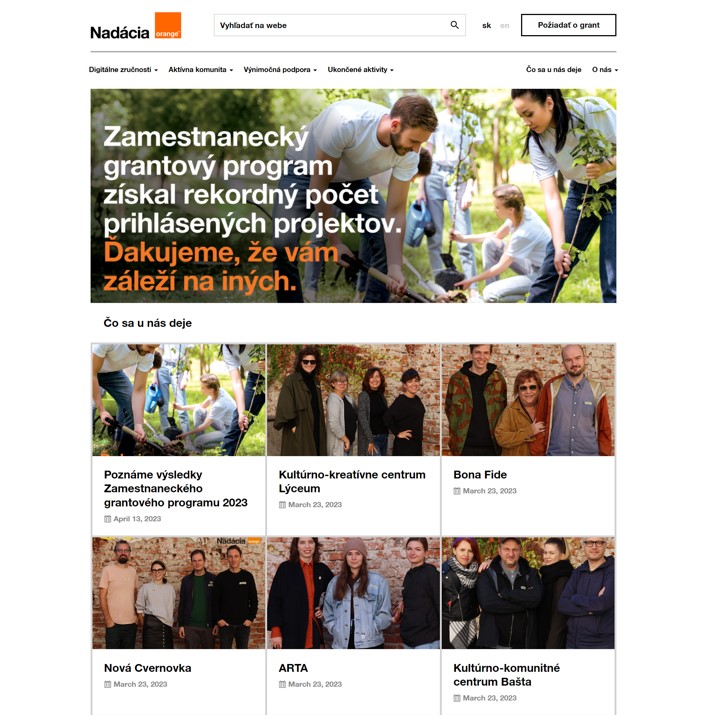 Nadácia
orange™
Vyhľadať na webe
sk
en
Požiadať o grant
Digitálne zručnosti
Aktívna komunita
Výnimočná podpora
Ukončené aktivity
Čo sa u nás deje
O nás
Zamestnanecký
grantový program
získal rekordný počet
prihlásených projektov.
Ďakujeme, že vám
záleží na iných.
Čo sa u nás deje
Poznáme výsledky
Zamestnaneckého
grantového programu 2023
April 13, 2023
Kultúrno-kreatívne centrum
Lýceum
March 23, 2023
Bona Fide
March 23, 2023
Nadácia
Nová Cvernovka
March 23, 2023
ARTA
March 23, 2023
Kultúrno-komunitné
centrum Bašta
March 23, 2023